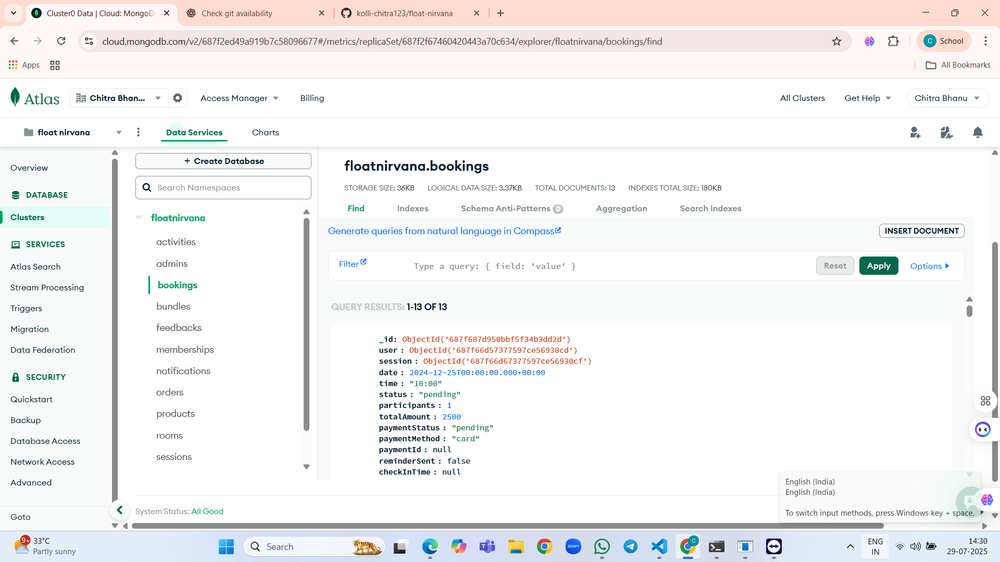 Cluster0 Data | Cloud: MongoD
Check git availability
kolli-chitra123/float-nirvana
cloud.mongodb.com/v2/687f2ed49a919b7c58096677#/metrics/replicaSet/687f2f67460420443a70c634/explorer/floatnirvana/bookings/find
C School
Apps
All Bookmarks
Atlas
Chitra Bhan...
Access Manager
Billing
All Clusters
Get Help
Chitra Bhanu
float nirvana
Data Services
Charts
Overview
DATABASE
Clusters
SERVICES
Atlas Search
Stream Processing
Triggers
Migration
Data Federation
SECURITY
Quickstart
Backup
Database Access
Network Access
Advanced
Goto
+ Create Database
Search Namespaces
floatnirvana
activities
admins
bookings
bundles
feedbacks
memberships
notifications
orders
products
rooms
sessions
floatnirvana.bookings
STORAGE SIZE: 36KB LOGICAL DATA SIZE: 3.37KB TOTAL DOCUMENTS: 13 INDEXES TOTAL SIZE: 180KB
Find Indexes Schema Anti-Patterns 0 Aggregation Search Indexes
Generate queries from natural language in Compass
INSERT DOCUMENT
Filter
Type a query: { field: 'value' }
Reset
Apply
Options
QUERY RESULTS: 1-13 OF 13
_id: ObjectId('687f687d950bbf5f34b3dd2d')
user : ObjectId('687f66d57377597ce56930cd')
session : ObjectId('687f66d67377597ce56930cf')
date : 2024-12-25T00:00:00.000+00:00
time : "10:00"
status : "pending"
participants : 1
totalAmount : 2500
paymentStatus : "pending"
paymentMethod : "card"
paymentId : null
reminderSent : false
checkInTime : null
System Status: All Good
English (India)
English (India)
To switch input methods, press Windows key + space.
9+
33°C
Partly sunny
Search
zoom
C
ENG
IN
14:30
29-07-2025